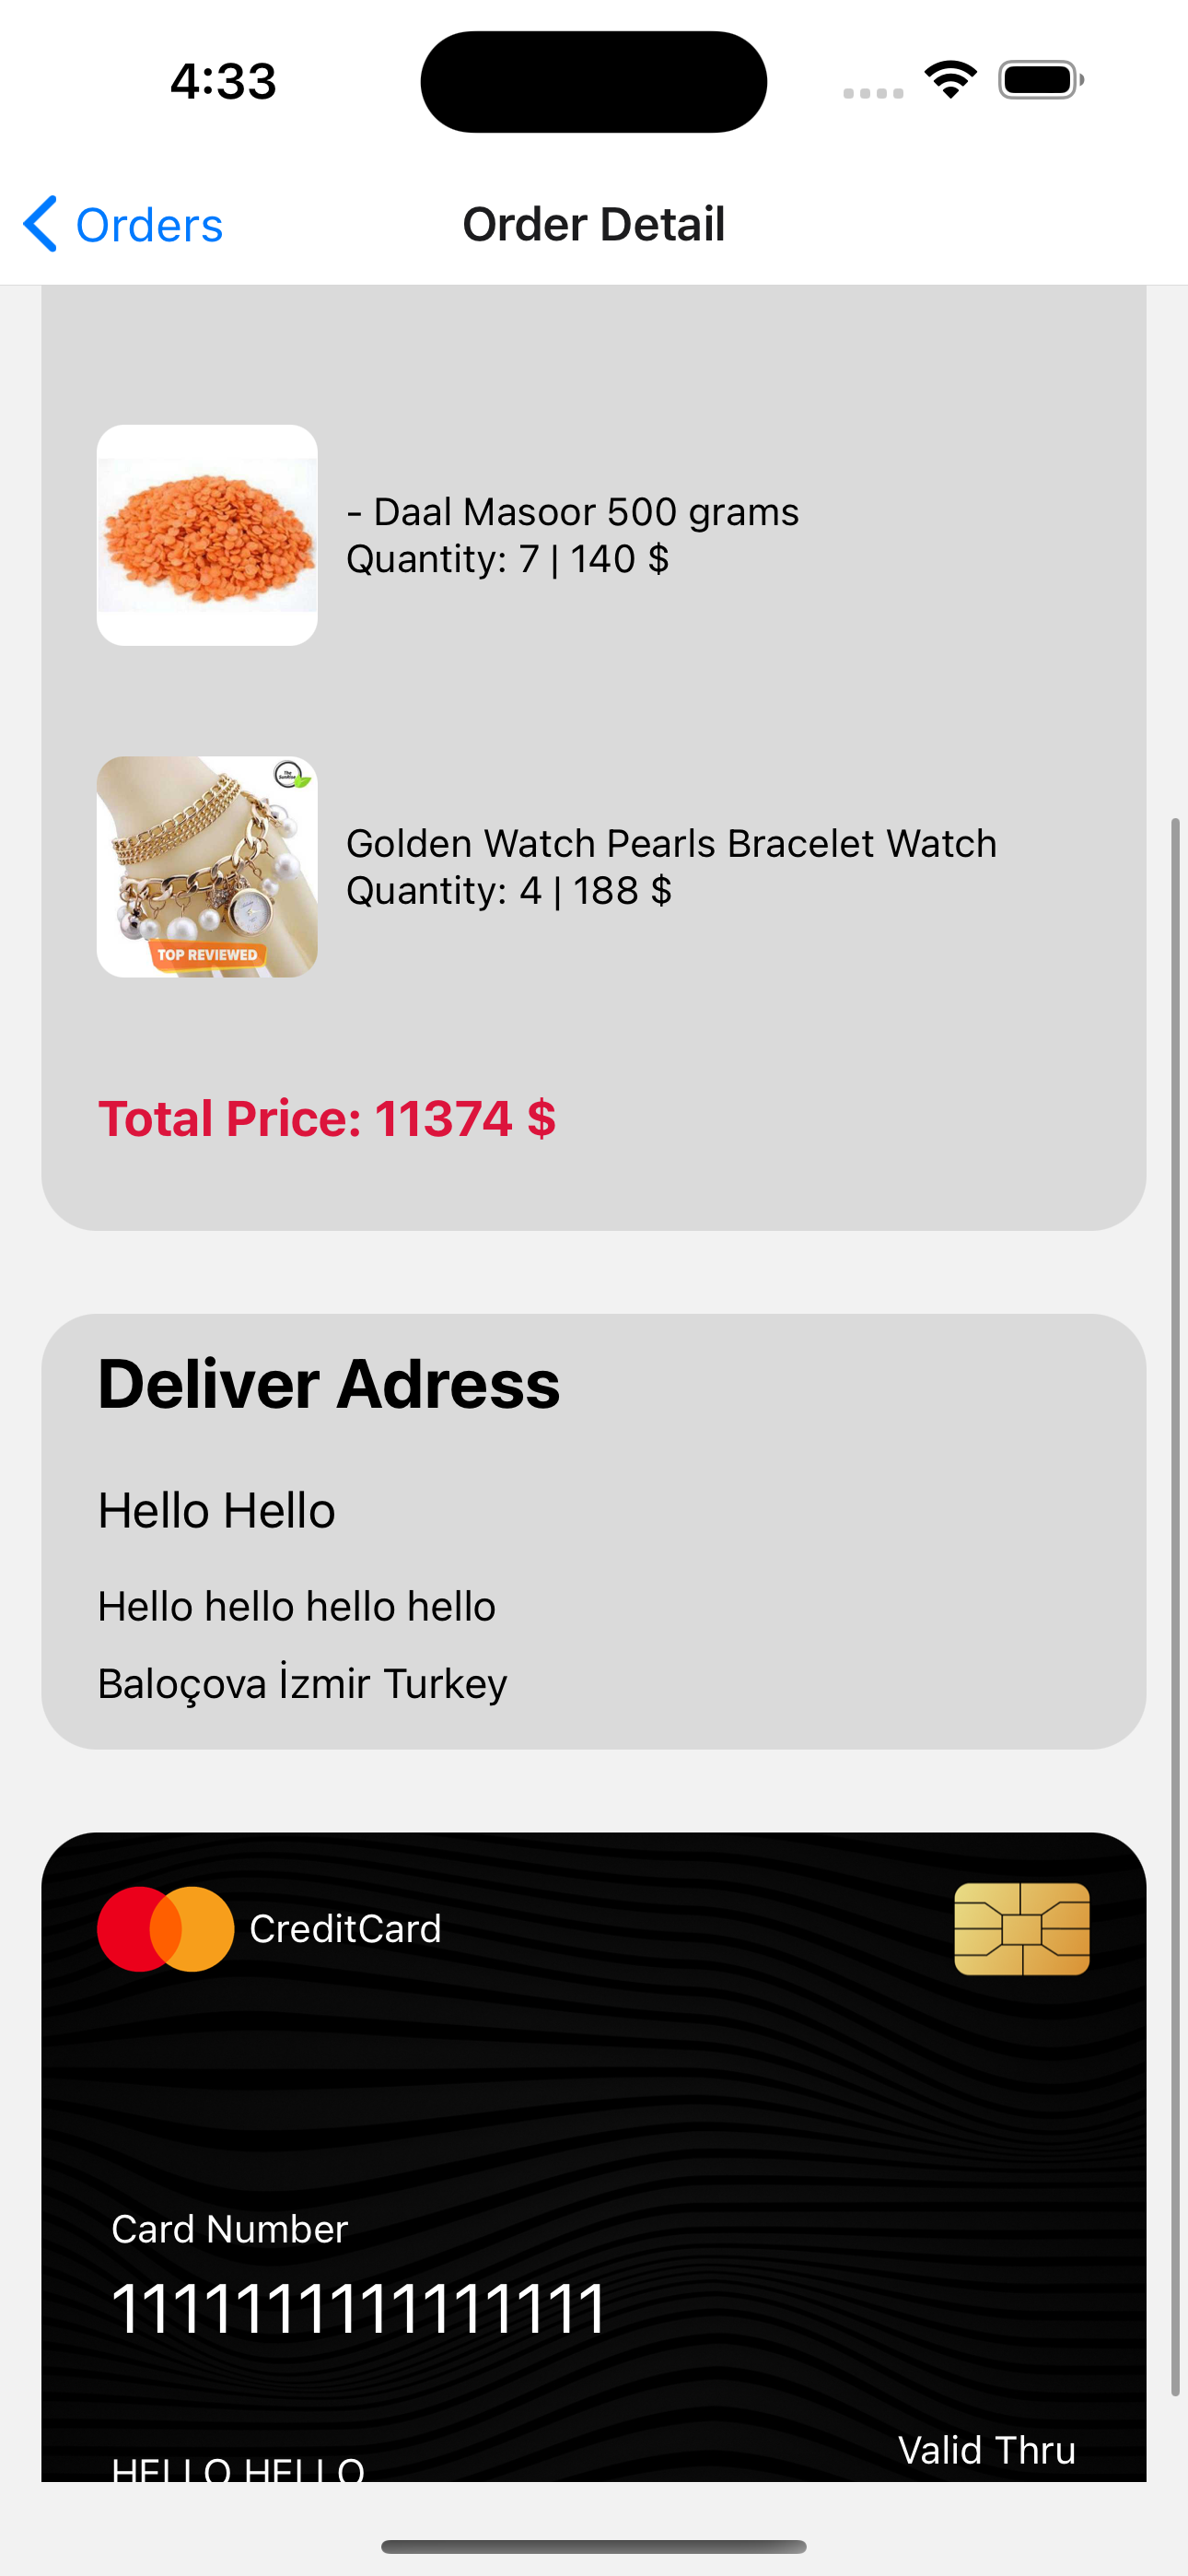 4:33
Orders
Order Detail
- Daal Masoor 500 grams
Quantity: 7 | 140 $
TOP REVIEWED
Golden Watch Pearls Bracelet Watch
Quantity: 4 | 188 $
Total Price: 11374 $
Deliver Adress
Hello Hello
Hello hello hello hello
Baloçova İzmir Turkey
CreditCard
Card Number
1111111111111111
Valid Thru
HELLO HELLO